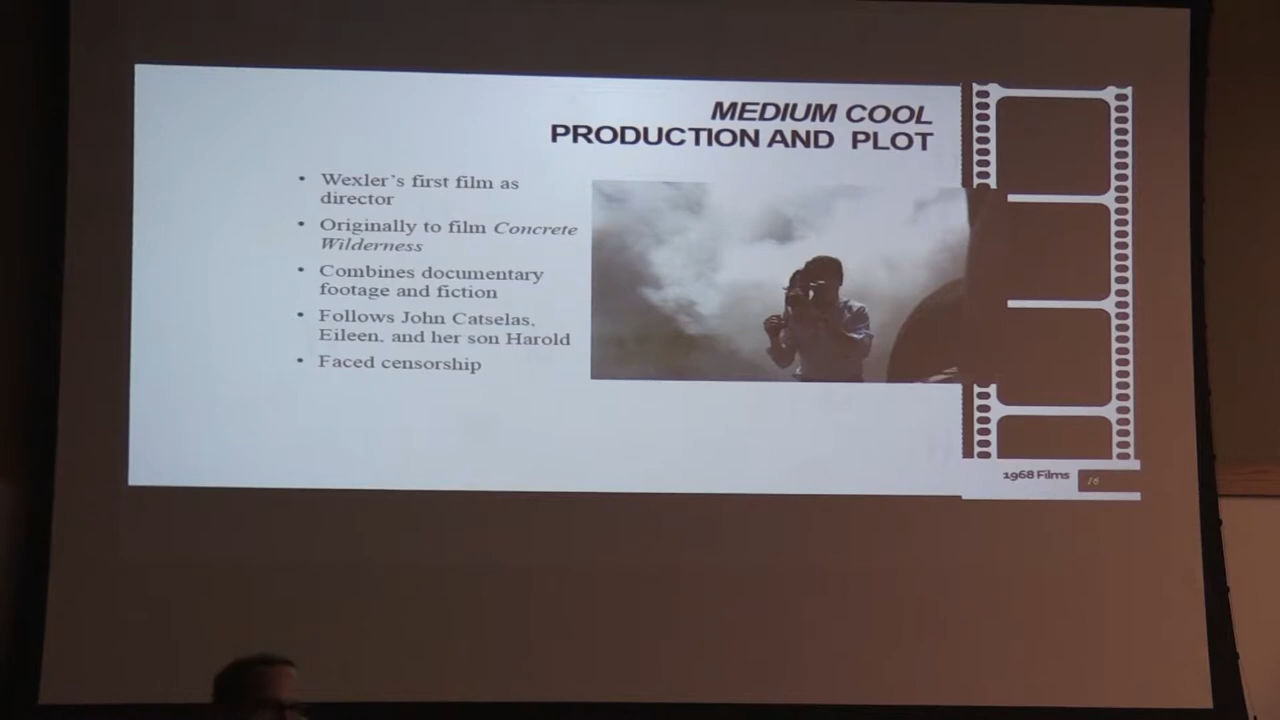 MEDIUM COOL
PRODUCTION AND PLOT
• Wexler's first film as
director
• Originally to film Concrete
Wilderness
• Combines documentary
footage and fiction
• Follows John Catselas,
Eileen, and her son Harold
• Faced censorship
1968 Films
16